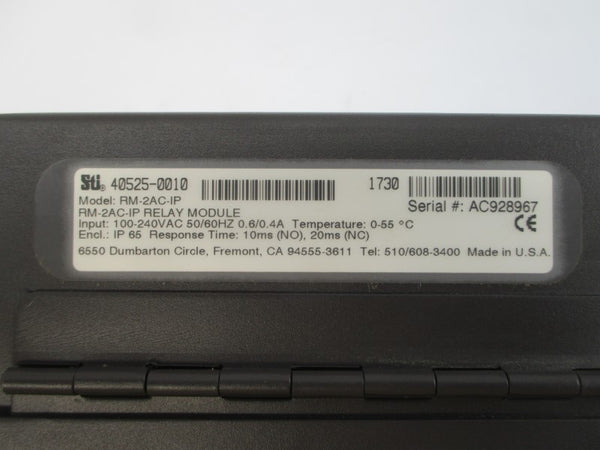 Sti® 40525-0010 1730
Model: RM-2AC-IP Serial #: AC928967
RM-2AC-IP RELAY MODULE
Input: 100-240VAC 50/60HZ 0.6/0.4A Temperature: 0-55 °C CE
Encl.: IP 65 Response Time: 10ms (NO), 20ms (NC)
6550 Dumbarton Circle, Fremont, CA 94555-3611 Tel: 510/608-3400 Made in U.S.A.